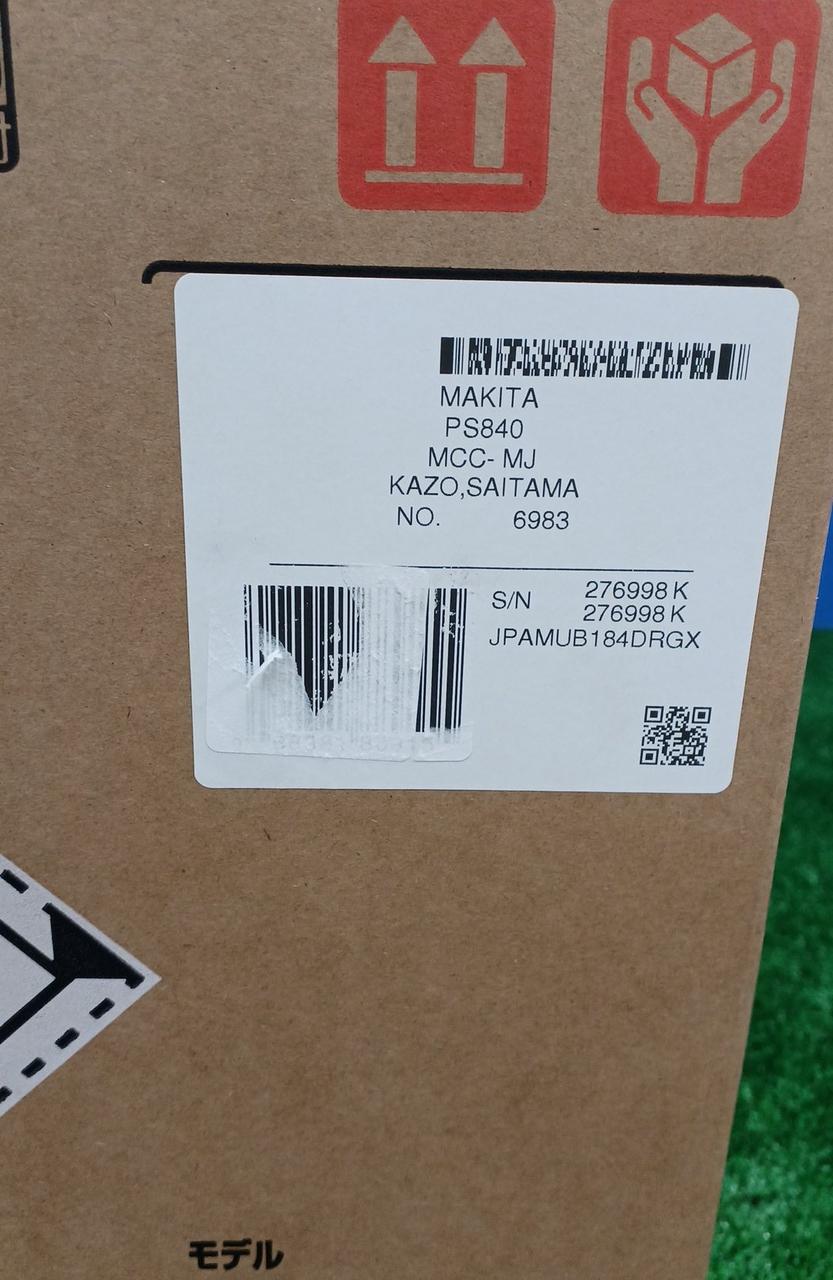 MAKITA
PS840
MCC- MJ
KAZO,SAITAMA
NO. 6983
S/N 276998 K
276998 K
JPAMUB184DRGX
モデル